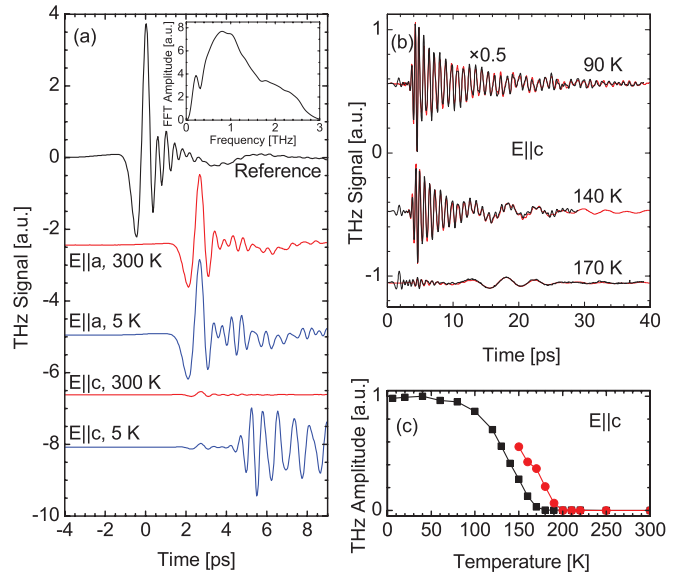 (a)
FFT Amplitude [a.u.]
8
6
4
2
0
0 1 2 3
Frequency [THz]
THz Signal [a.u.]
4
2
0
-2
-4
-6
-8
-10
Reference
E||a, 300 K
E||a, 5 K
E||c, 300 K
E||c, 5 K
-4 -2 0 2 4 6 8
Time [ps]
(b)
THz Signal [a.u.]
1
0
-1
×0.5
90 K
E||c
140 K
170 K
0 10 20 30 40
Time [ps]
(c)
THz Amplitude [a.u.]
1
0
E||c
0 50 100 150 200 250 300
Temperature [K]